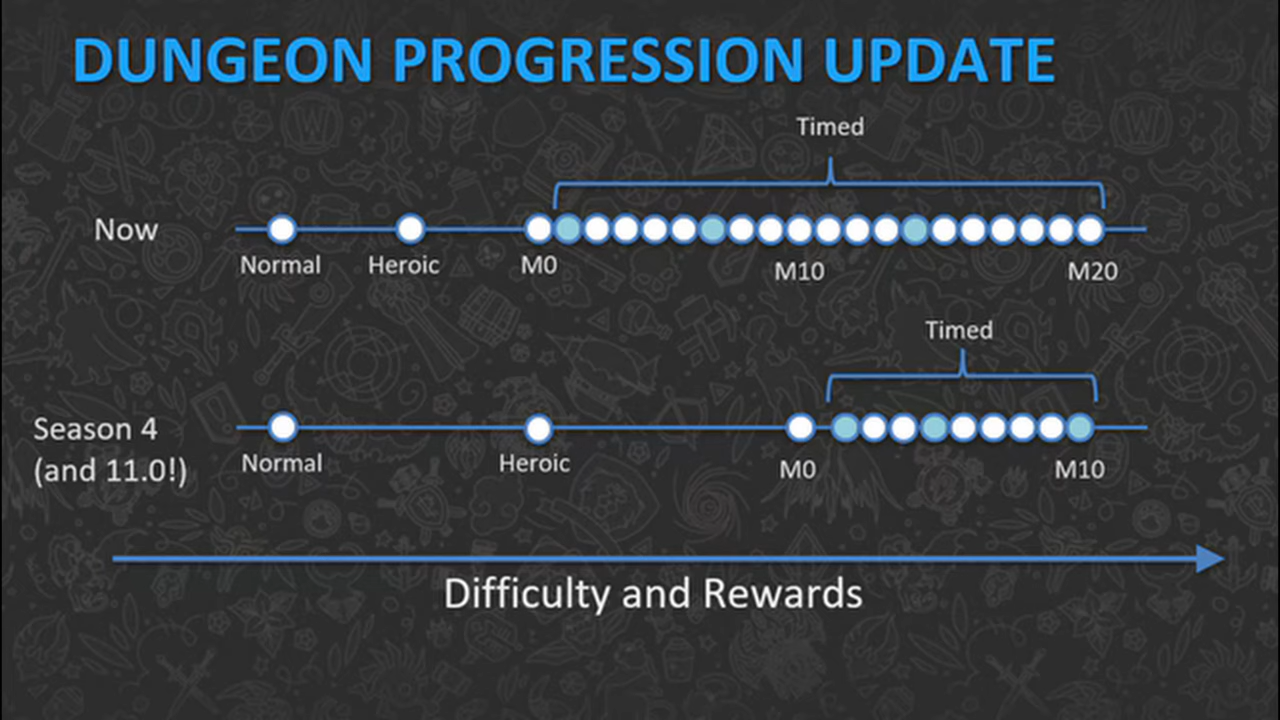 DUNGEON PROGRESSION UPDATE
Timed
Now
Normal
Heroic
M0
M10
M20
Timed
Season 4
(and 11.0!)
Normal
Heroic
M0
M10
Difficulty and Rewards